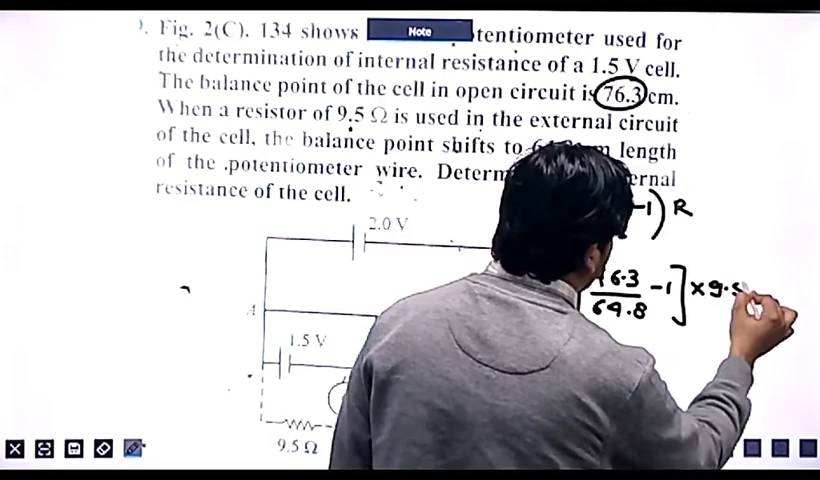 ). Fig. 2(C). 134 shows Note tentiometer used for
the determination of internal resistance of a 1.5 V cell.
The balance point of the cell in open circuit is 76.3 cm.
When a resistor of 9.5 Ω is used in the external circuit
of the cell, the balance point shifts to length
of the potentiometer wire. ernal
resistance of the cell.
-1) R
2.0 V
6.3
64.8 -1] × 9.5
A
1.5 V
9.5 Ω